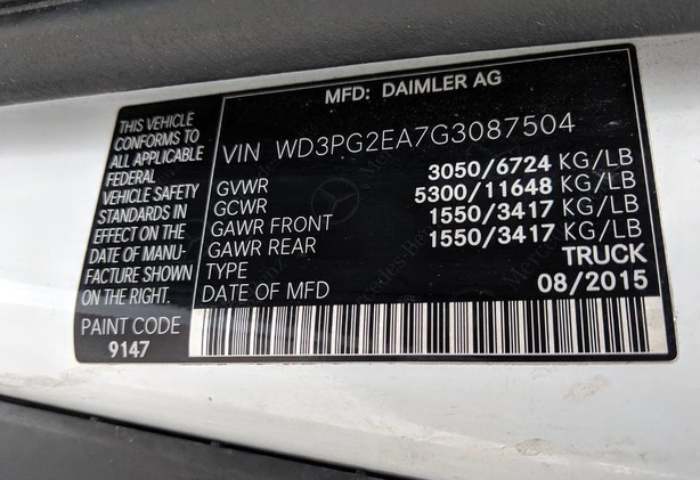 MFD: DAIMLER AG
THIS VEHICLE
CONFORMS TO
ALL APPLICABLE
FEDERAL
VEHICLE SAFETY
STANDARDS IN
EFFECT ON THE
DATE OF MANU-
FACTURE SHOWN
ON THE RIGHT.
PAINT CODE
9147
VIN WD3PG2EA7G3087504
GVWR 3050/6724 KG/LB
GCWR 5300/11648 KG/LB
GAWR FRONT 1550/3417 KG/LB
GAWR REAR 1550/3417 KG/LB
TYPE TRUCK
DATE OF MFD 08/2015
Mercedes-Benz